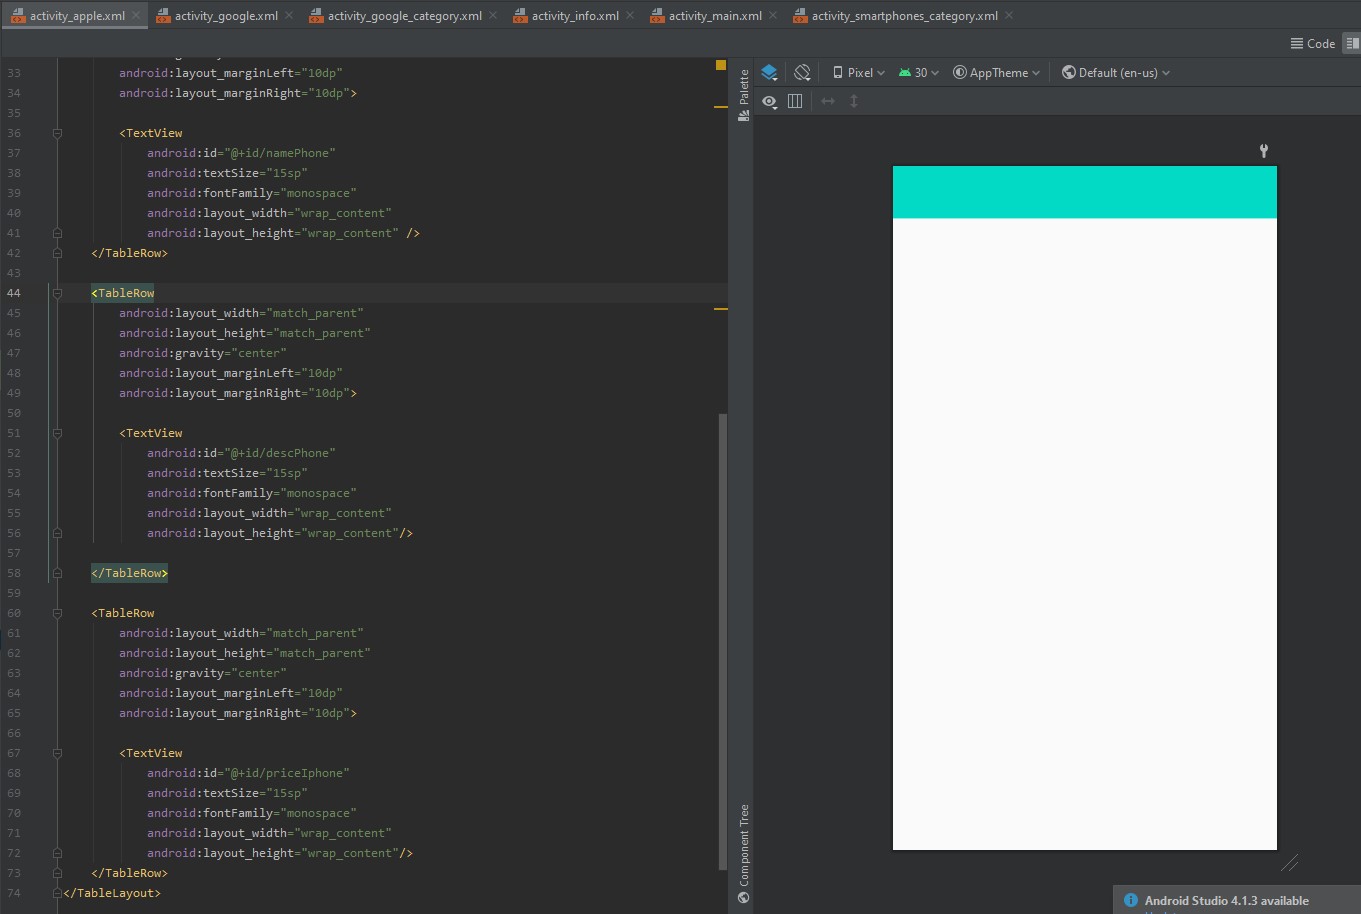 activity_apple.xml
activity_google.xml
activity_google_category.xml
activity_info.xml
activity_main.xml
activity_smartphones_category.xml
Code
33 android:layout_marginLeft="10dp"
34 android:layout_marginRight="10dp">
35
36 <TextView
37 android:id="@+id/namePhone"
38 android:textSize="15sp"
39 android:fontFamily="monospace"
40 android:layout_width="wrap_content"
41 android:layout_height="wrap_content" />
42 </TableRow>
43
44 <TableRow
45 android:layout_width="match_parent"
46 android:layout_height="match_parent"
47 android:gravity="center"
48 android:layout_marginLeft="10dp"
49 android:layout_marginRight="10dp">
50
51 <TextView
52 android:id="@+id/descPhone"
53 android:textSize="15sp"
54 android:fontFamily="monospace"
55 android:layout_width="wrap_content"
56 android:layout_height="wrap_content"/>
57
58 </TableRow>
59
60 <TableRow
61 android:layout_width="match_parent"
62 android:layout_height="match_parent"
63 android:gravity="center"
64 android:layout_marginLeft="10dp"
65 android:layout_marginRight="10dp">
66
67 <TextView
68 android:id="@+id/priceIphone"
69 android:textSize="15sp"
70 android:fontFamily="monospace"
71 android:layout_width="wrap_content"
72 android:layout_height="wrap_content"/>
73 </TableRow>
74 </TableLayout>
Palette
Component Tree
Pixel
30
AppTheme
Default (en-us)
Android Studio 4.1.3 available